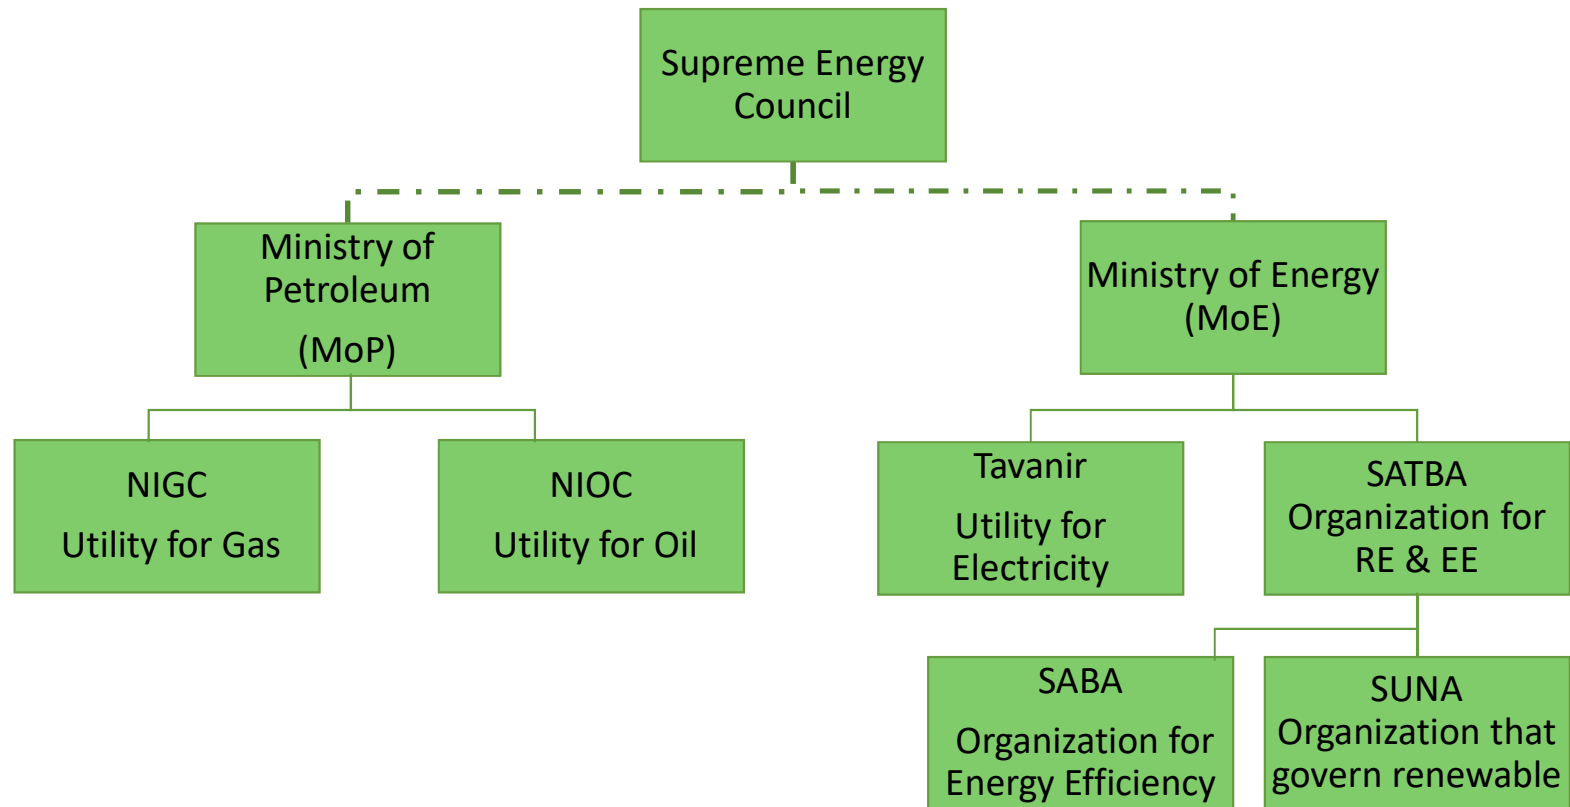 Supreme Energy
Council
Ministry of
Petroleum
(MoP)
Ministry of Energy
(MoE)
NIGC
Utility for Gas
NIOC
Utility for Oil
Tavanir
Utility for
Electricity
SATBA
Organization for
RE & EE
SABA
Organization for
Energy Efficiency
SUNA
Organization that
govern renewable